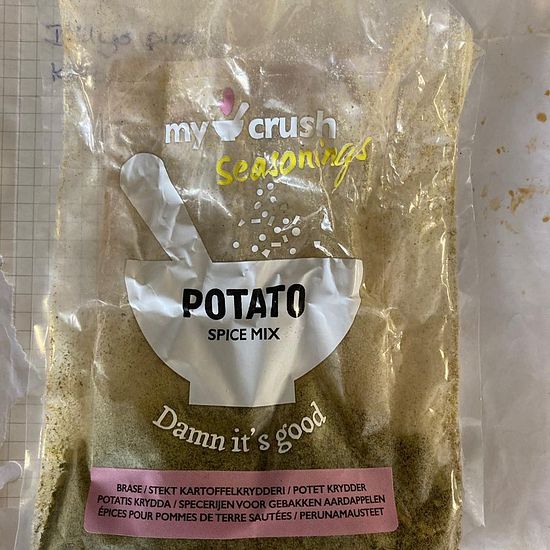 my crush
seasonings
POTATO
SPICE MIX
Damn it's good
BRASE / STEKT KARTOFFELKRYDDERI / POTET KRYDDER
POTATIS KRYDDA / SPECERIJEN VOOR GEBAKKEN AARDAPPELEN
ÉPICES POUR POMMES DE TERRE SAUTÉES / PERUNAMAUSTEET